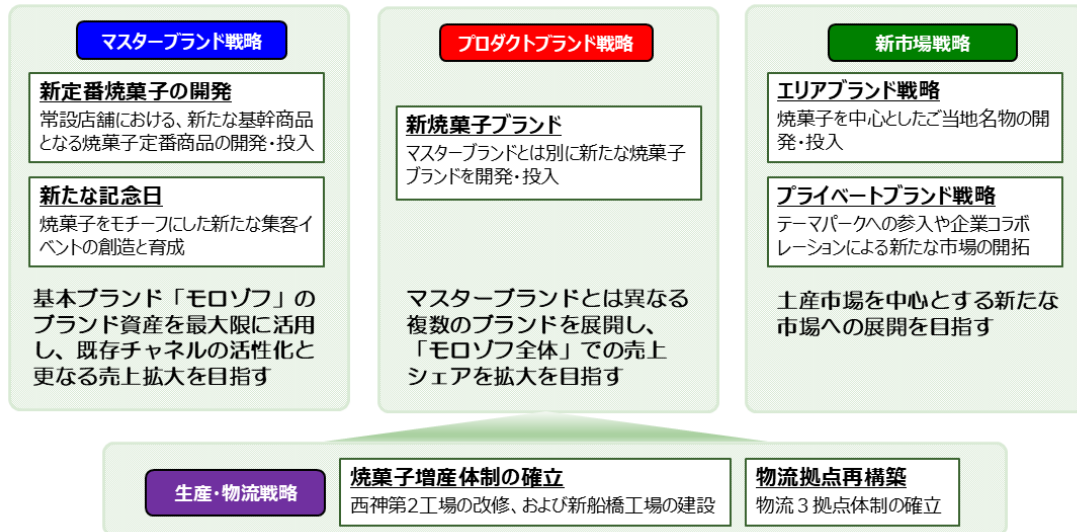 マスターブランド戦略
新定番焼菓子の開発
常設店舗における、新たな基幹商品
となる焼菓子定番商品の開発・投入
新たな記念日
焼菓子をモチーフにした新たな集客イ
ベントの創造と育成
基本ブランド「モロゾフ」の
ブランド資産を最大限に活用
し、既存チャネルの活性化と
更なる売上拡大を目指す
プロダクトブランド戦略
新焼菓子ブランド
マスターブランドとは別に新たな焼菓子
ブランドを開発・投入
マスターブランドとは異なる
複数のブランドを展開し、
「モロゾフ全体」での売上
シェアを拡大を目指す
新市場戦略
エリアブランド戦略
焼菓子を中心としたご当地名物の開
発・投入
プライベートブランド戦略
テーマパークへの参入や企業コラボ
レーションによる新たな市場の開拓
土産市場を中心とする新たな
市場への展開を目指す
生産・物流戦略
焼菓子増産体制の確立
西神第2工場の改修、および新船橋工場の建設
物流拠点再構築
物流３拠点体制の確立